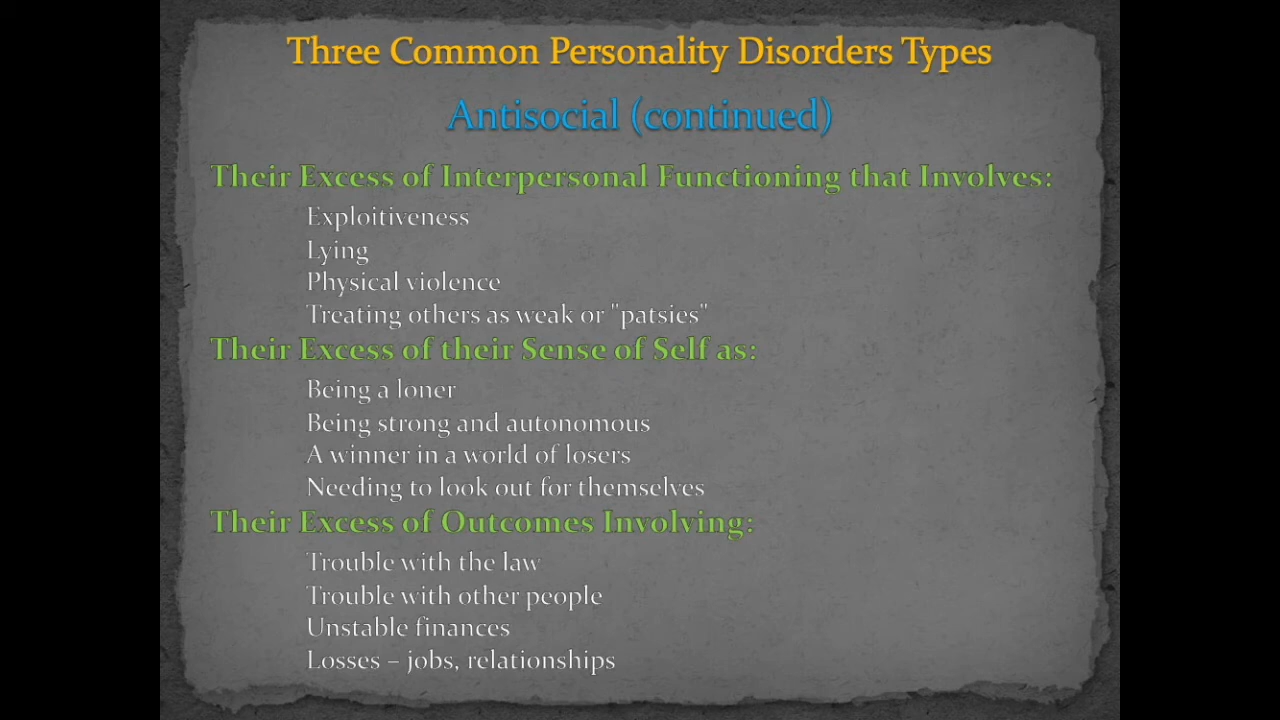 Three Common Personality Disorders Types
Antisocial (continued)
Their Excess of Interpersonal Functioning that Involves:
Exploitiveness
Lying
Physical violence
Treating others as weak or "patsies"
Their Excess of their Sense of Self as:
Being a loner
Being strong and autonomous
A winner in a world of losers
Needing to look out for themselves
Their Excess of Outcomes Involving:
Trouble with the law
Trouble with other people
Unstable finances
Losses – jobs, relationships